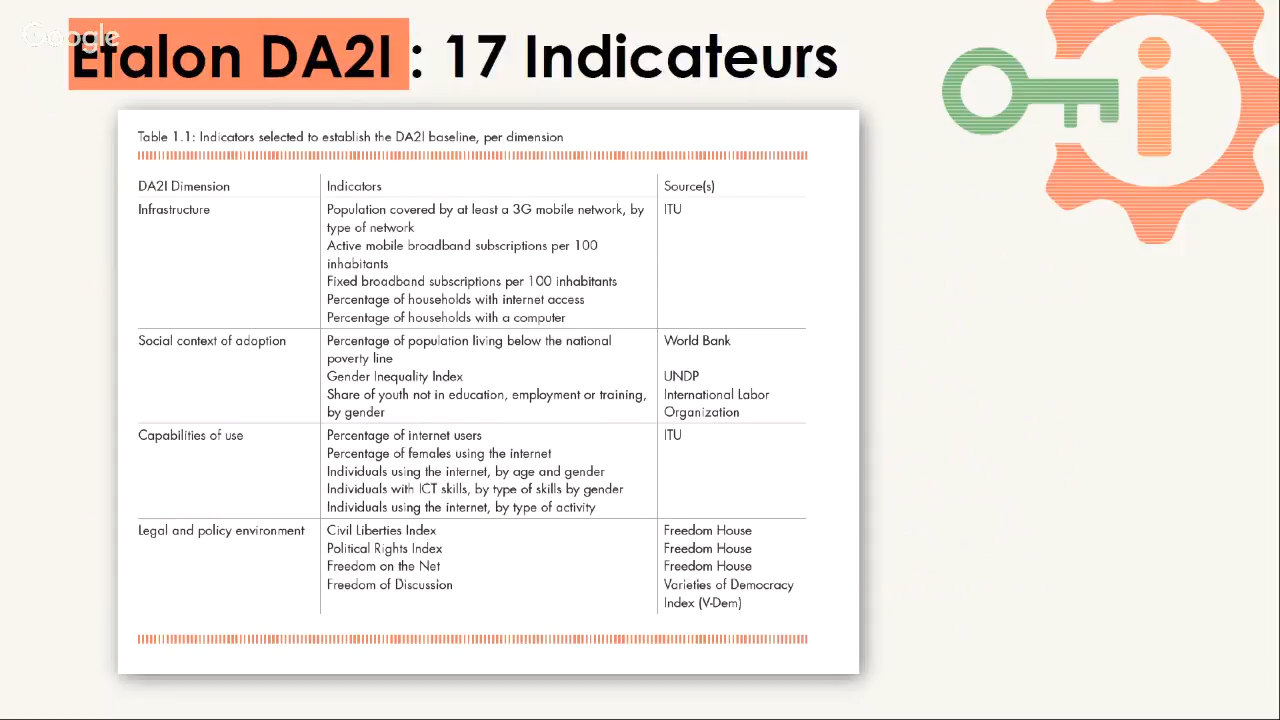 Google
Etalon DA2I : 17 Indicateurs
Table 1.1: Indicators selected to establish the DA2I baseline, per dimension
DA2I Dimension Indicators Source(s)
Infrastructure Population covered by at least a 3G mobile network, by ITU
type of network
Active mobile broadband subscriptions per 100
inhabitants
Fixed broadband subscriptions per 100 inhabitants
Percentage of households with internet access
Percentage of households with a computer
Social context of adoption Percentage of population living below the national World Bank
poverty line
Gender Inequality Index UNDP
Share of youth not in education, employment or training, International Labor
by gender Organization
Capabilities of use Percentage of internet users ITU
Percentage of females using the internet
Individuals using the internet, by age and gender
Individuals with ICT skills, by type of skills by gender
Individuals using the internet, by type of activity
Legal and policy environment Civil Liberties Index Freedom House
Political Rights Index Freedom House
Freedom on the Net Freedom House
Freedom of Discussion Varieties of Democracy
Index (V-Dem)